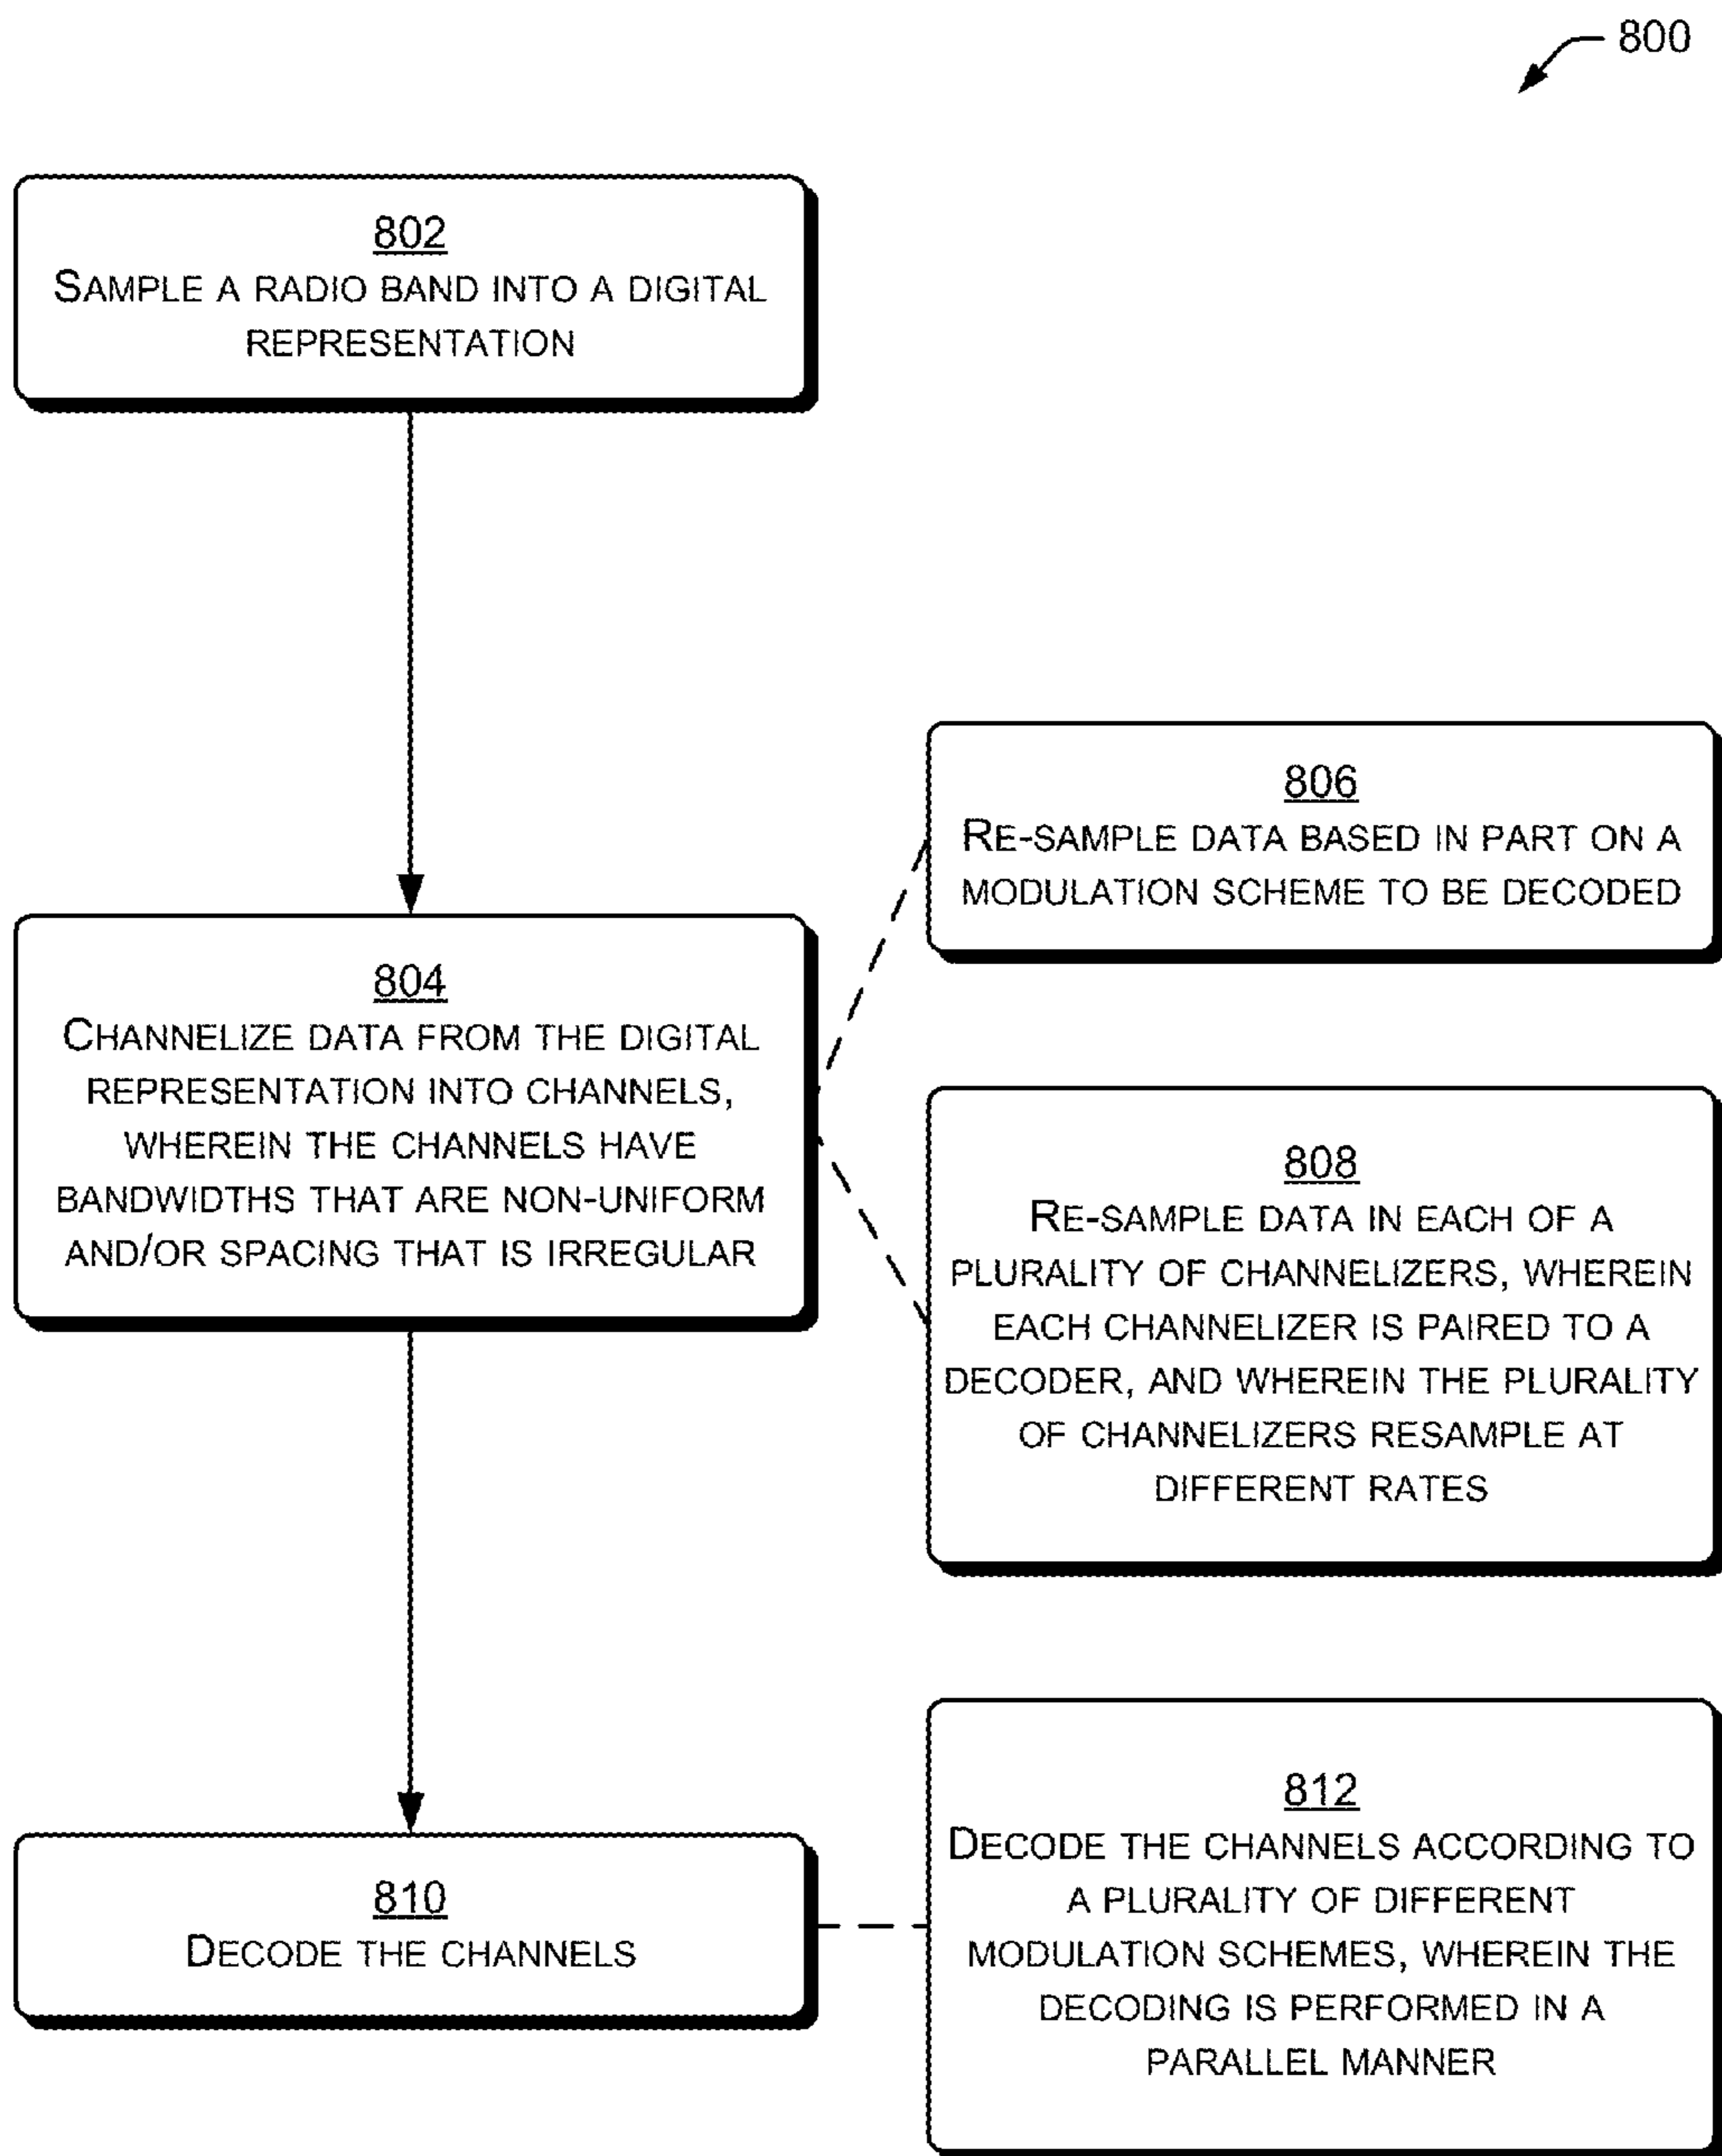 800
802
SAMPLE A RADIO BAND INTO A DIGITAL
REPRESENTATION
804
CHANNELIZE DATA FROM THE DIGITAL
REPRESENTATION INTO CHANNELS,
WHEREIN THE CHANNELS HAVE
BANDWIDTHS THAT ARE NON-UNIFORM
AND/OR SPACING THAT IS IRREGULAR
806
RE-SAMPLE DATA BASED IN PART ON A
MODULATION SCHEME TO BE DECODED
808
RE-SAMPLE DATA IN EACH OF A
PLURALITY OF CHANNELIZERS, WHEREIN
EACH CHANNELIZER IS PAIRED TO A
DECODER, AND WHEREIN THE PLURALITY
OF CHANNELIZERS RESAMPLE AT
DIFFERENT RATES
810
DECODE THE CHANNELS
812
DECODE THE CHANNELS ACCORDING TO
A PLURALITY OF DIFFERENT
MODULATION SCHEMES, WHEREIN THE
DECODING IS PERFORMED IN A
PARALLEL MANNER